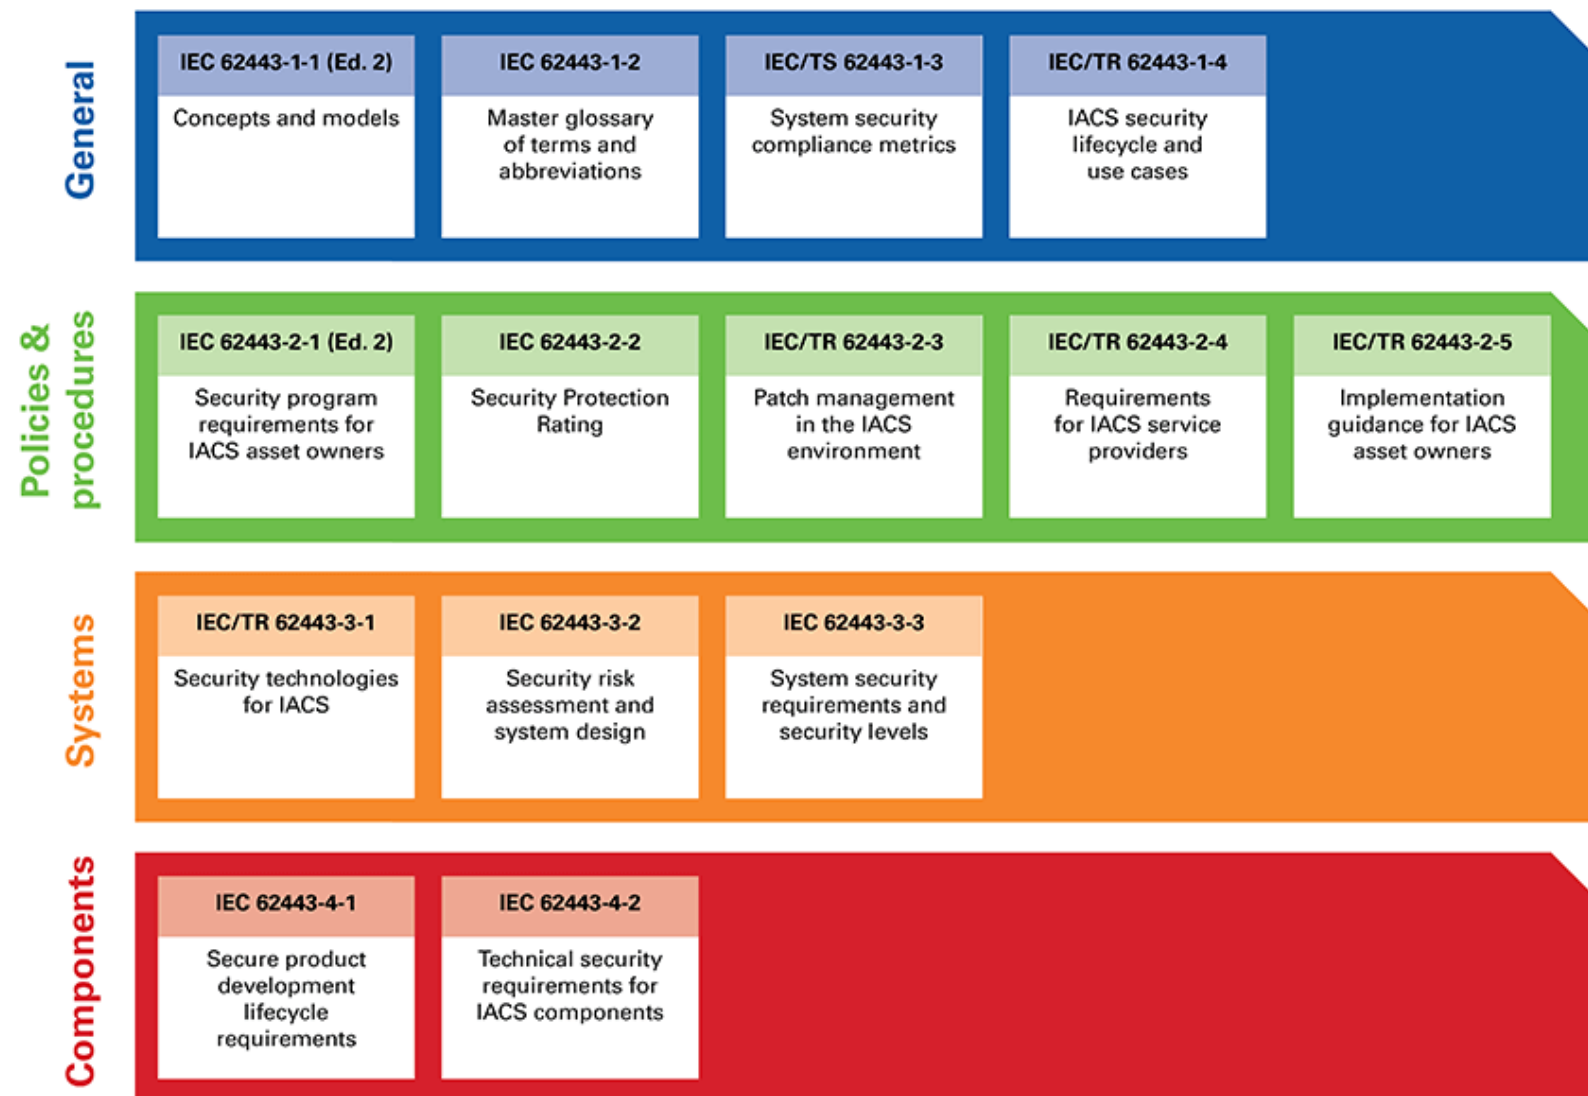 General
IEC 62443-1-1 (Ed. 2)
Concepts and models
IEC 62443-1-2
Master glossary
of terms and
abbreviations
IEC/TS 62443-1-3
System security
compliance metrics
IEC/TR 62443-1-4
IACS security
lifecycle and
use cases
Policies &
procedures
IEC 62443-2-1 (Ed. 2)
Security program
requirements for
IACS asset owners
IEC 62443-2-2
Security Protection
Rating
IEC/TR 62443-2-3
Patch management
in the IACS
environment
IEC/TR 62443-2-4
Requirements
for IACS service
providers
IEC/TR 62443-2-5
Implementation
guidance for IACS
asset owners
Systems
IEC/TR 62443-3-1
Security technologies
for IACS
IEC 62443-3-2
Security risk
assessment and
system design
IEC 62443-3-3
System security
requirements and
security levels
Components
IEC 62443-4-1
Secure product
development
lifecycle
requirements
IEC 62443-4-2
Technical security
requirements for
IACS components